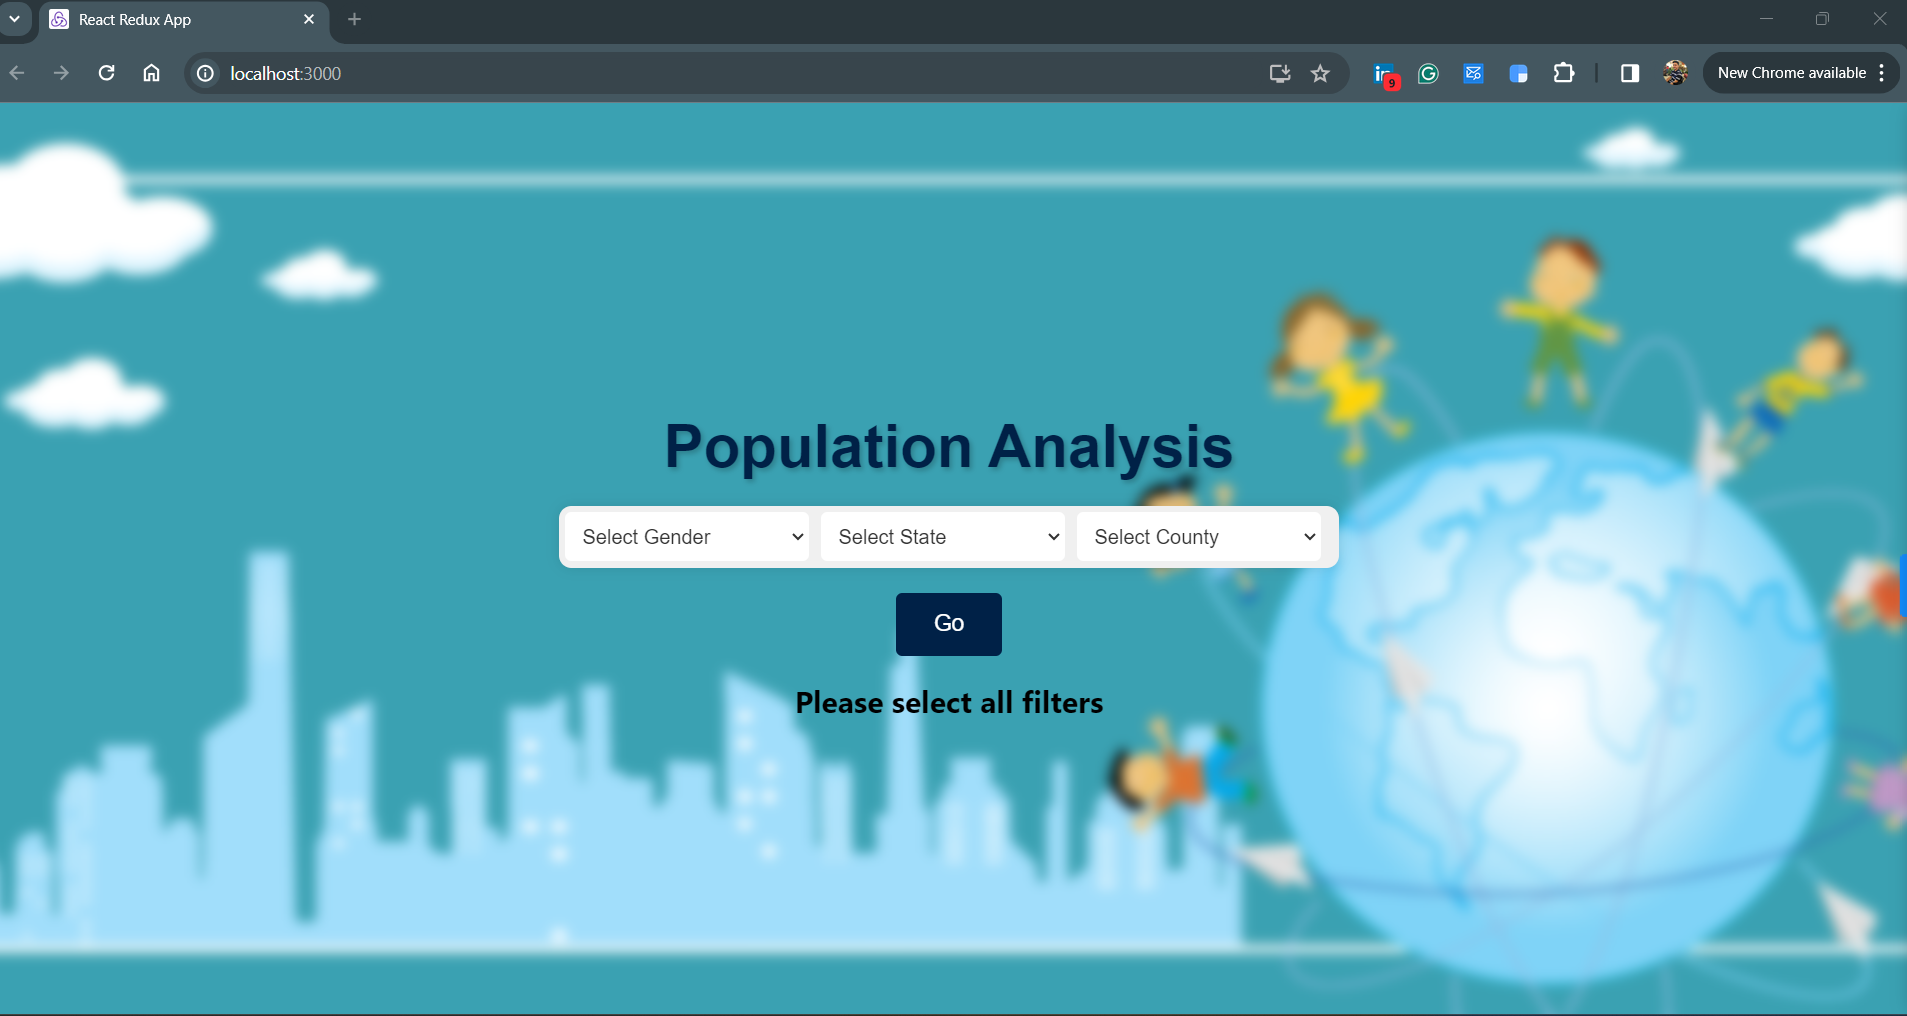 React Redux App
localhost:3000
in 9
New Chrome available
Population Analysis
Select Gender
Select State
Select County
Go
Please select all filters